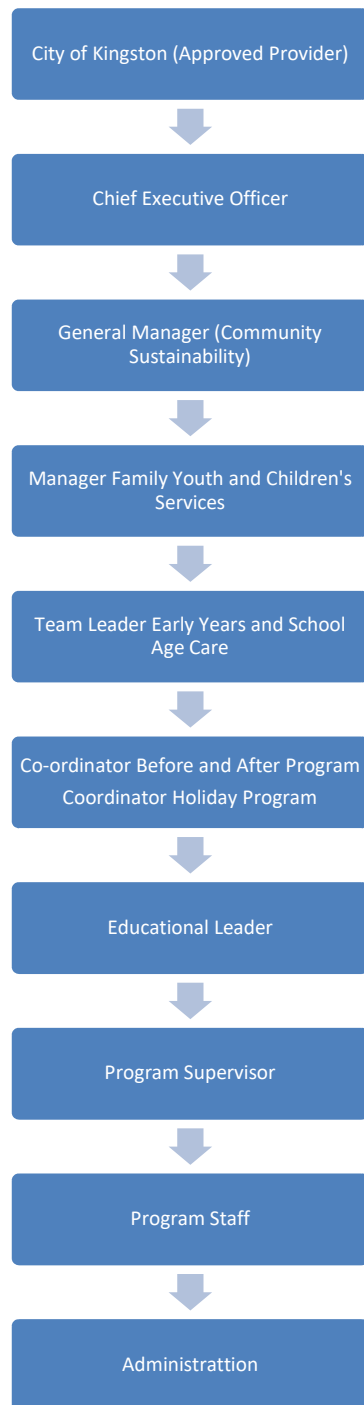 City of Kingston (Approved Provider)
Chief Executive Officer
General Manager (Community
Sustainability)
Manager Family Youth and Children's
Services
Team Leader Early Years and School
Age Care
Co-ordinator Before and After Program
Coordinator Holiday Program
Educational Leader
Program Supervisor
Program Staff
Administrattion